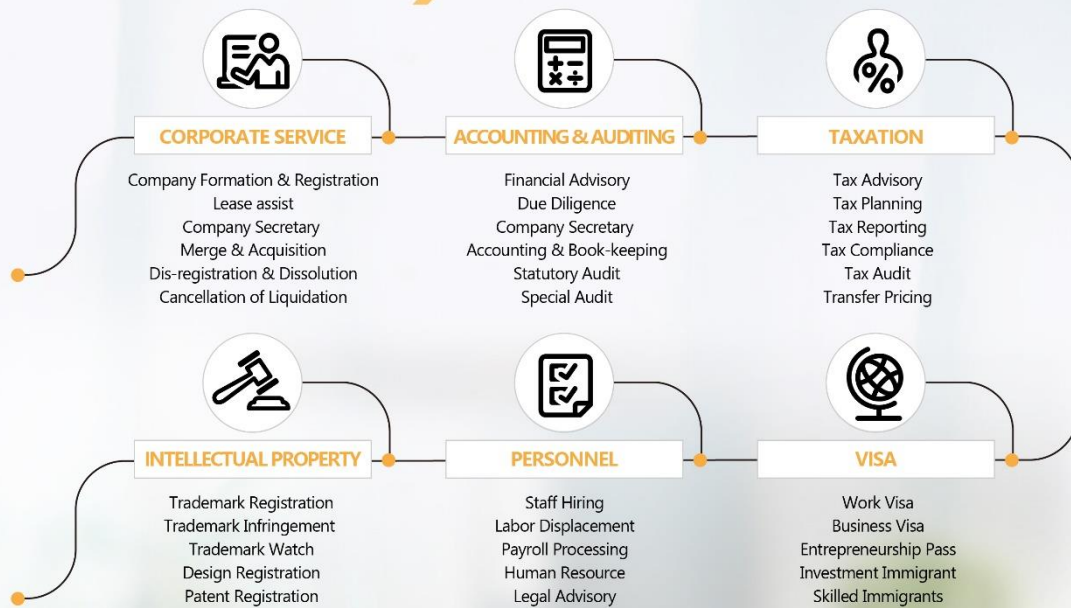 CORPORATE SERVICE
Company Formation & Registration
Lease assist
Company Secretary
Merge & Acquisition
Dis-registration & Dissolution
Cancellation of Liquidation
ACCOUNTING & AUDITING
Financial Advisory
Due Diligence
Company Secretary
Accounting & Book-keeping
Statutory Audit
Special Audit
TAXATION
Tax Advisory
Tax Planning
Tax Reporting
Tax Compliance
Tax Audit
Transfer Pricing
INTELLECTUAL PROPERTY
Trademark Registration
Trademark Infringement
Trademark Watch
Design Registration
Patent Registration
PERSONNEL
Staff Hiring
Labor Displacement
Payroll Processing
Human Resource
Legal Advisory
VISA
Work Visa
Business Visa
Entrepreneurship Pass
Investment Immigrant
Skilled Immigrants